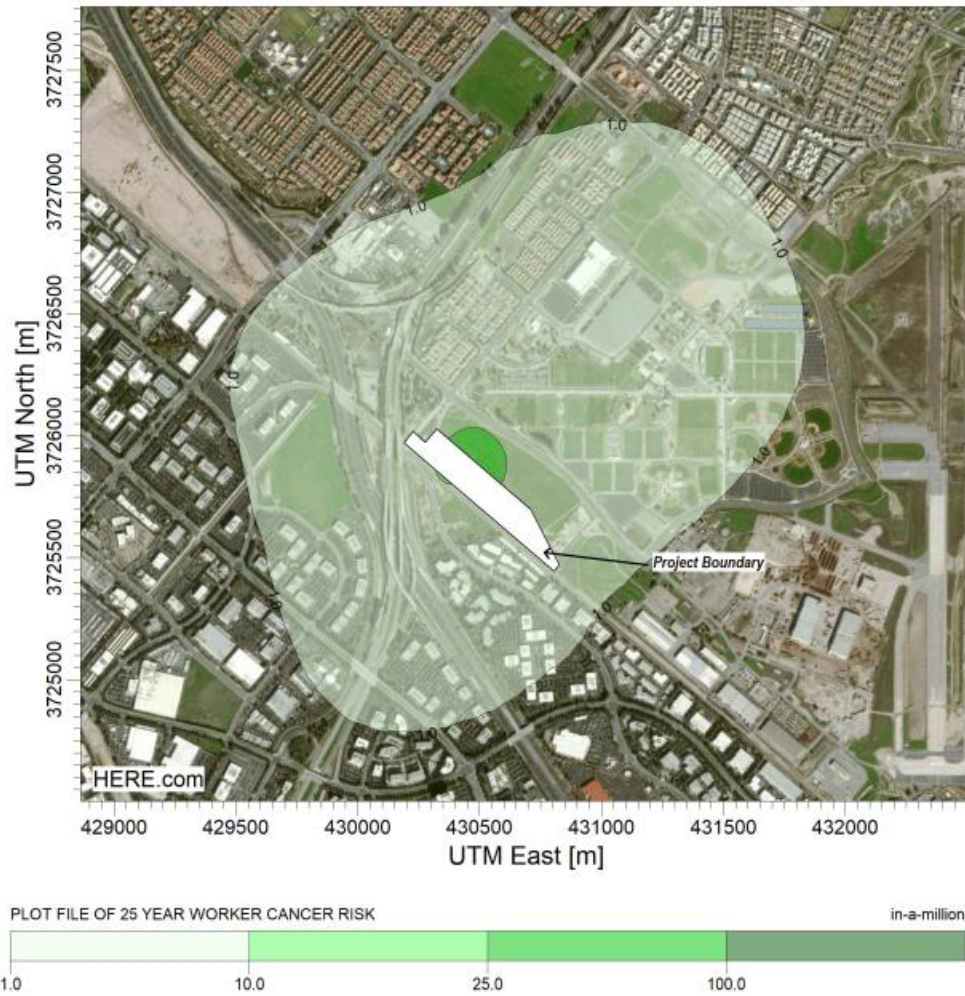 3727500
3727000
3726500
3726000
3725500
3725000
UTM North [m]
1.0
1.0
1.0
1.0
1.0
1.0
1.0
1.0
Project Boundary
HERE.com
429000 429500 430000 430500 431000 431500 432000
UTM East [m]
PLOT FILE OF 25 YEAR WORKER CANCER RISK in-a-million
1.0 10.0 25.0 100.0